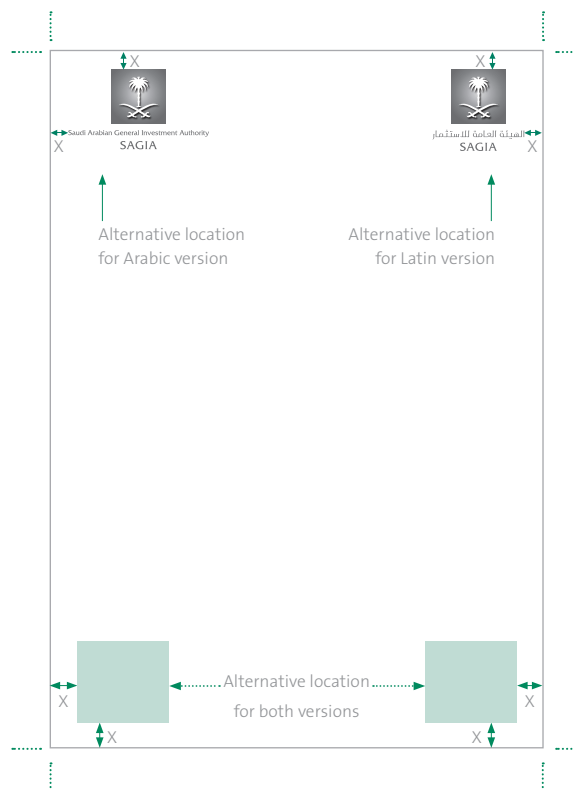 X
X
Saudi Arabian General Investment Authority
SAGIA
X
الهيئة العامة للاستثمار
SAGIA
X
Alternative location
for Arabic version
Alternative location
for Latin version
Alternative location
for both versions
X
X
X
X